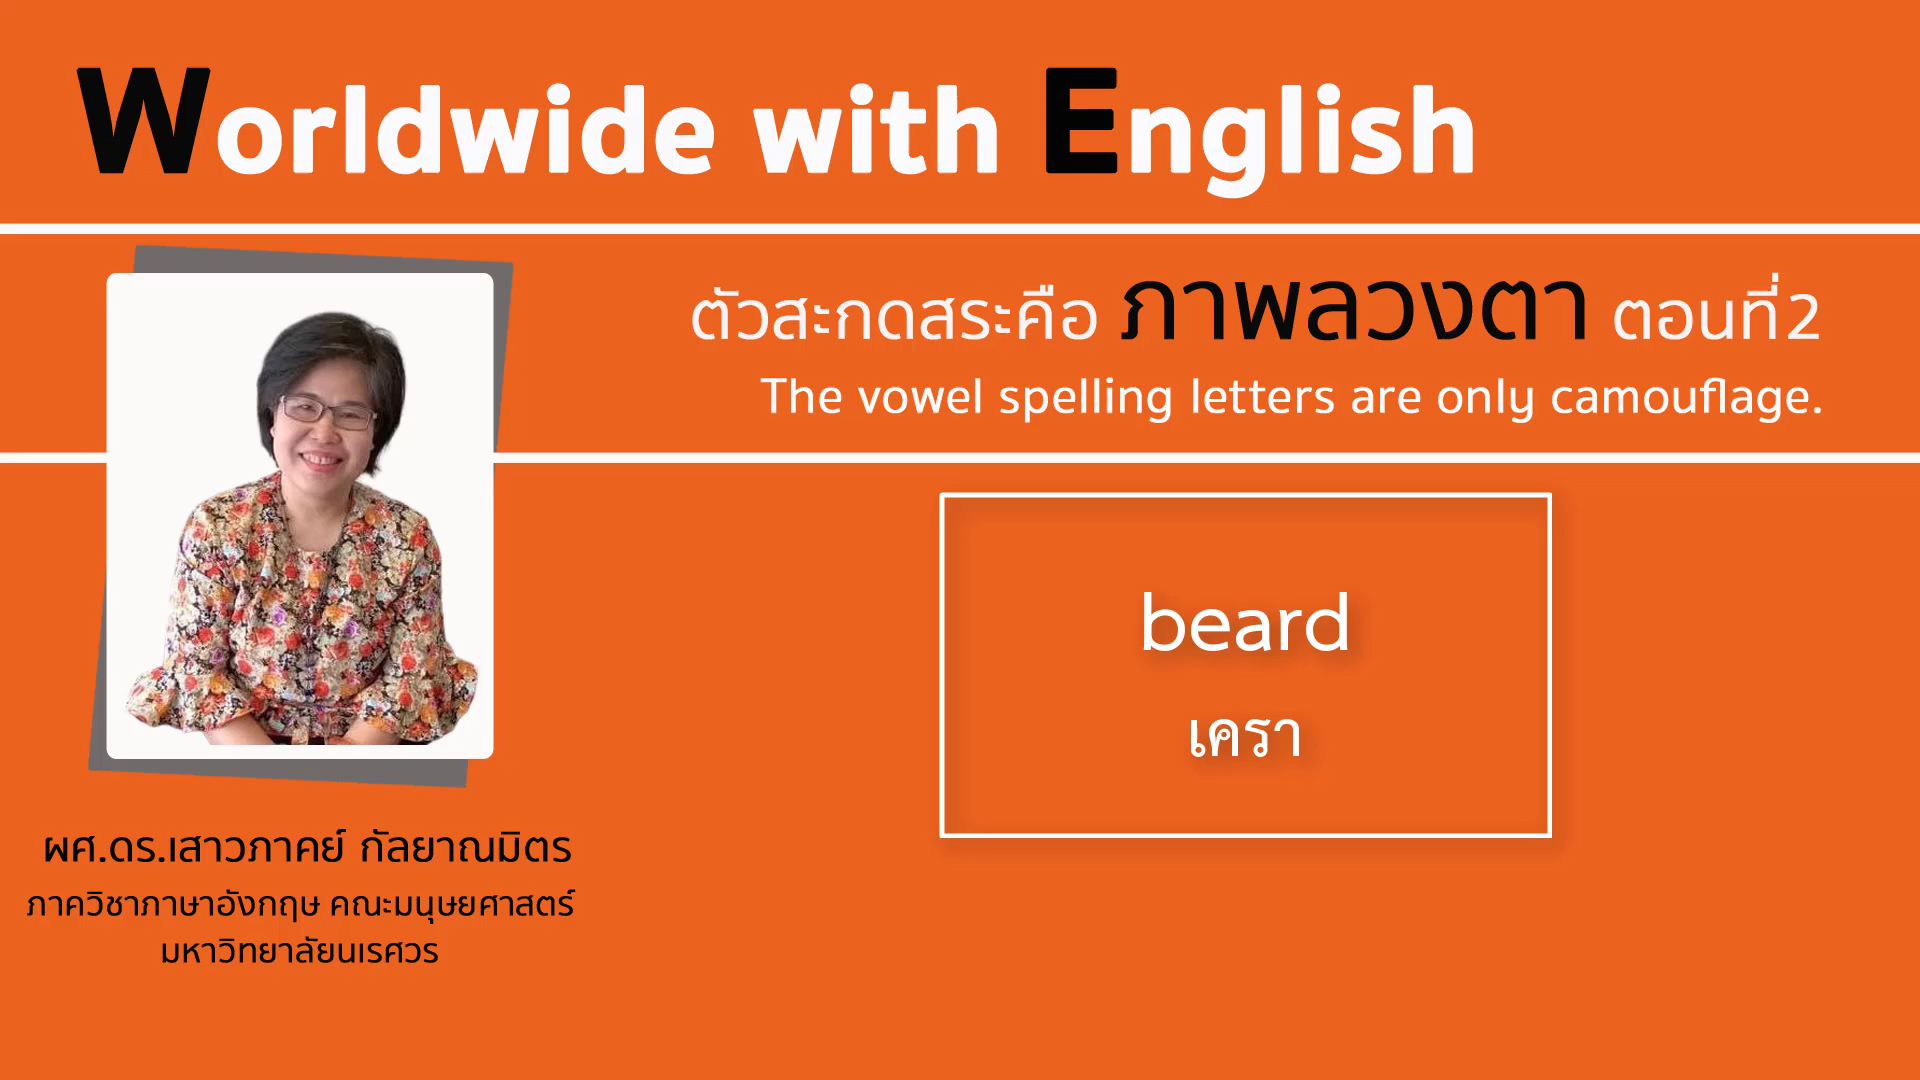 Worldwide with English
ตัวสะกดสระคือ ภาพลวงตา ตอนที่2
The vowel spelling letters are only camouflage.
beard
เครา
ผศ.ดร.เสาวภาคย์ กัลยาณมิตร
ภาควิชาภาษาอังกฤษ คณะมนุษยศาสตร์
มหาวิทยาลัยนเรศวร